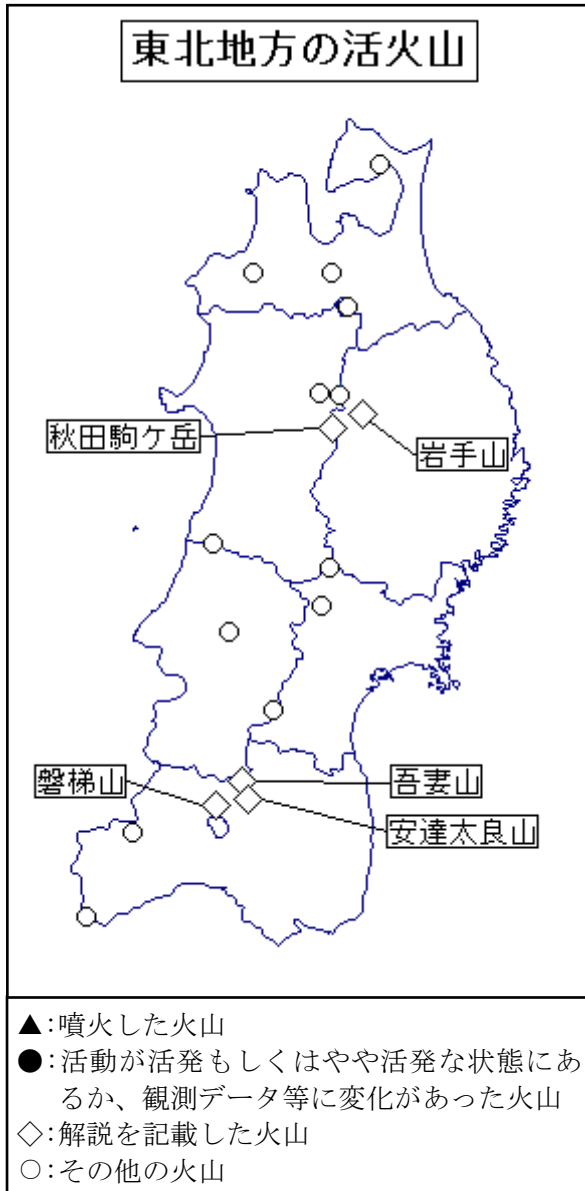 東北地方の活火山
秋田駒ケ岳
岩手山
磐梯山
吾妻山
安達太良山
▲:噴火した火山
●:活動が活発もしくはやや活発な状態にあ
るか、観測データ等に変化があった火山
◇:解説を記載した火山
○:その他の火山